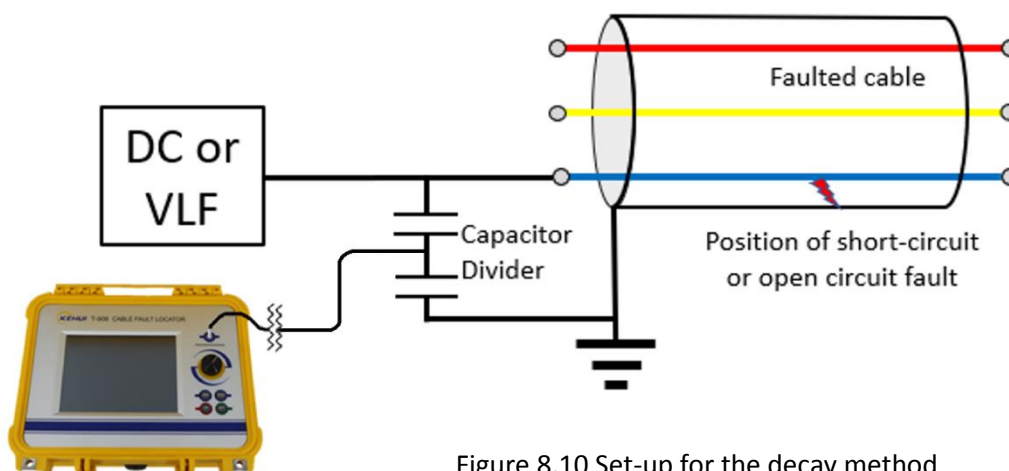 Faulted cable
DC or
VLF
Capacitor
Divider
Position of short-circuit
or open circuit fault
KEHUI T-906 CABLE FAULT LOCATOR
Figure 8.10 Set-up for the decay method